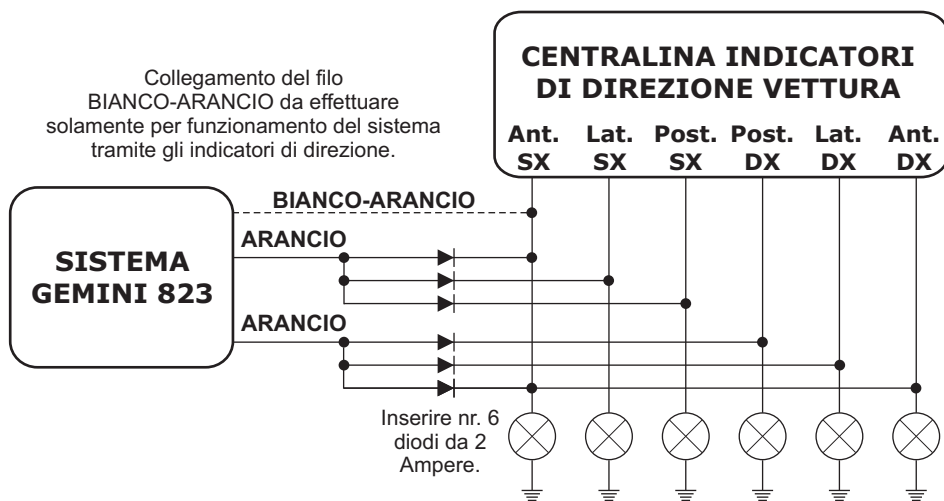 Collegamento del filo
BIANCO-ARANCIO da effettuare
solamente per funzionamento del sistema
tramite gli indicatori di direzione.
CENTRALINA INDICATORI
DI DIREZIONE VETTURA
Ant. Lat. Post. Post. Lat. Ant.
SX SX SX DX DX DX
BIANCO-ARANCIO
ARANCIO
SISTEMA
GEMINI 823
ARANCIO
Inserire nr. 6
diodi da 2
Ampere.